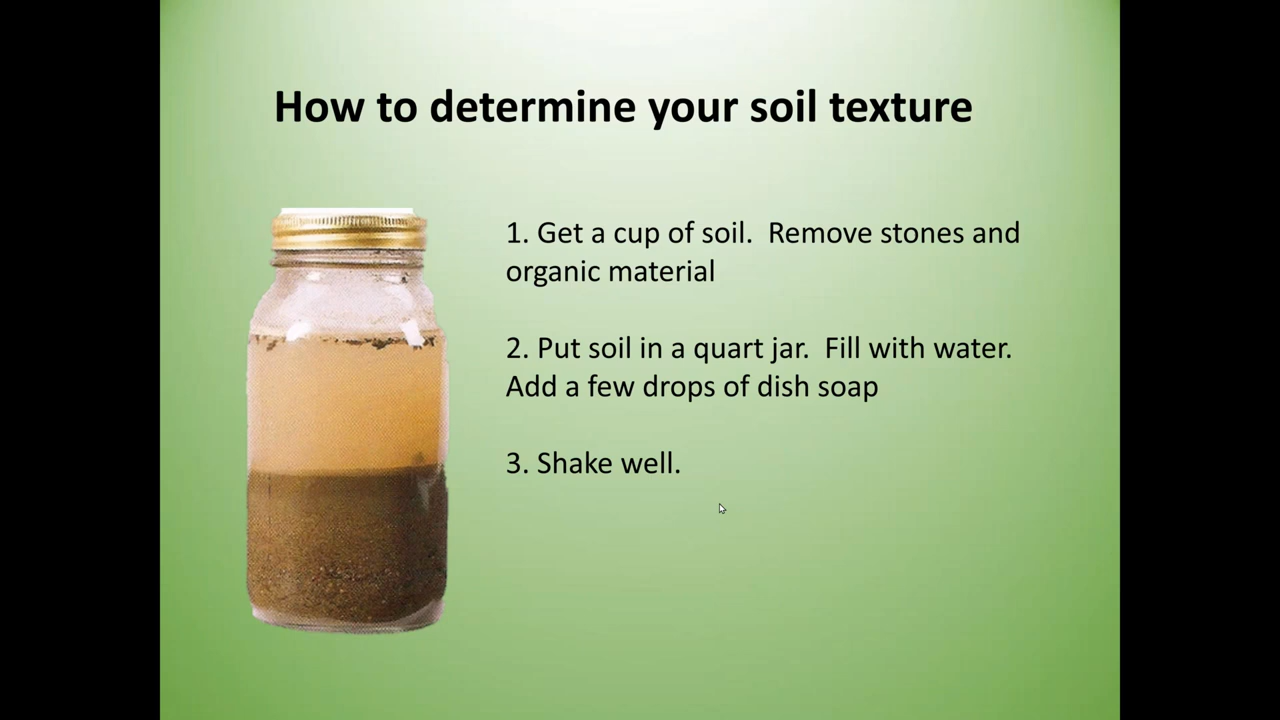 How to determine your soil texture
1. Get a cup of soil.  Remove stones and
organic material
2. Put soil in a quart jar.  Fill with water.
Add a few drops of dish soap
3. Shake well.